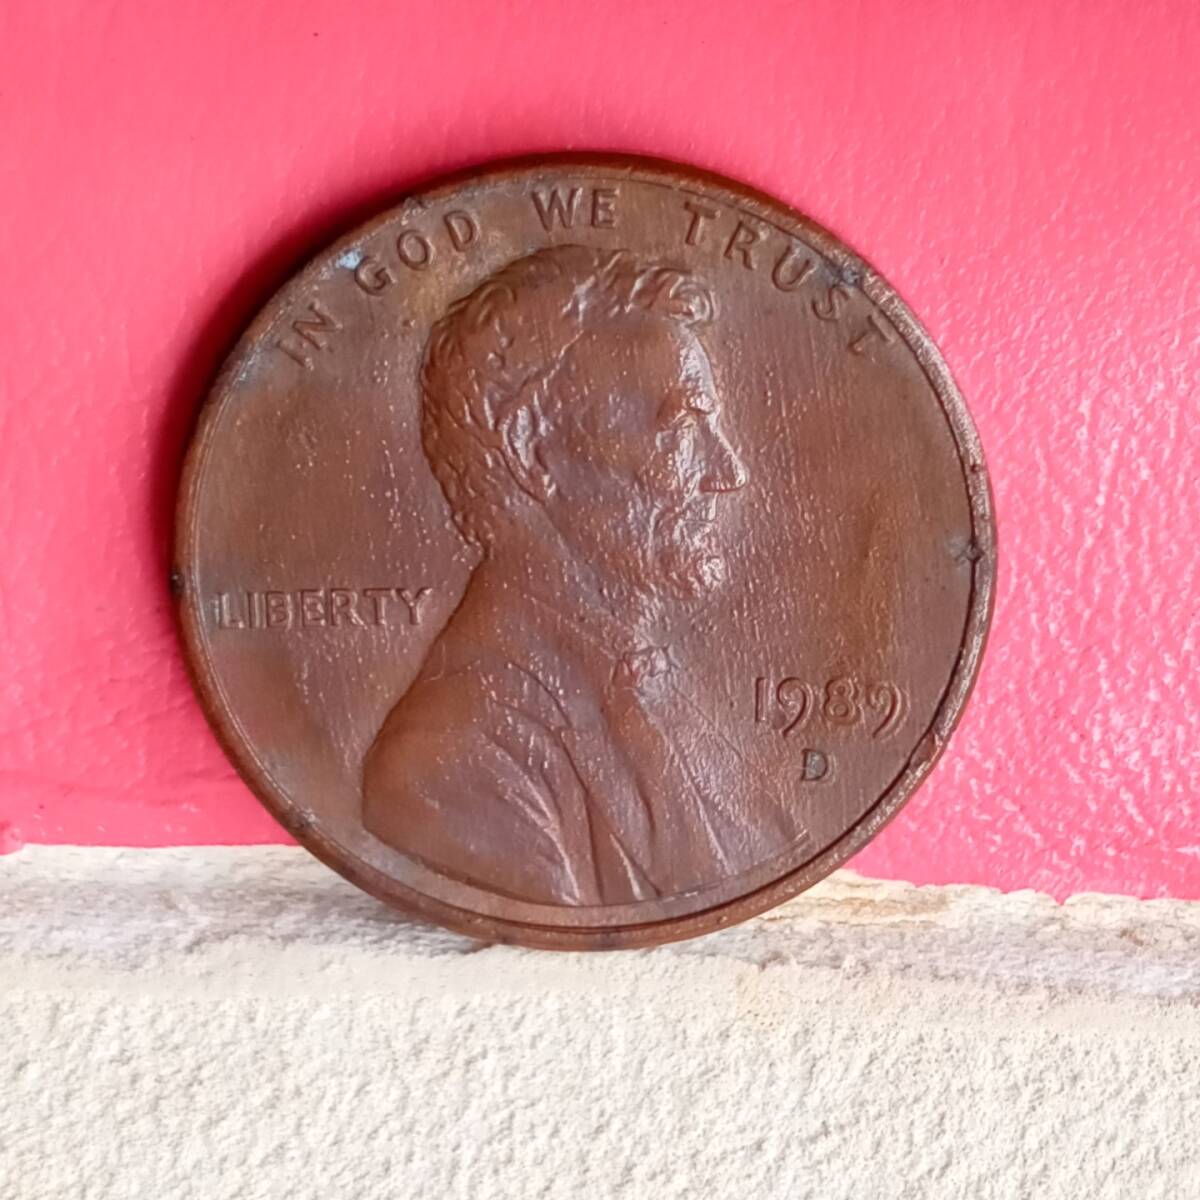 IN GOD WE TRUST
LIBERTY
1989
D